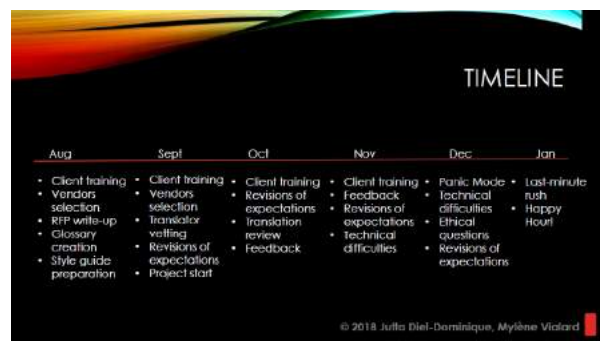 TIMELINE
Aug
• Client training
• Vendors
selection
• RFP write-up
• Glossary
creation
• Style guide
preparation
Sept
• Client training
• Vendors
selection
• Translator
vetting
• Revisions of
expectations
• Project start
Oct
• Client training
• Revisions of
expectations
• Translation
review
• Feedback
Nov
• Client training
• Feedback
• Revisions of
expectations
• Technical
difficulties
Dec
• Panic Mode
• Technical
difficulties
• Ethical
questions
• Revisions of
expectations
Jan
• Last-minute
rush
• Happy
Hour!
© 2018 Jutta Diel-Dominique, Mylène Vialard